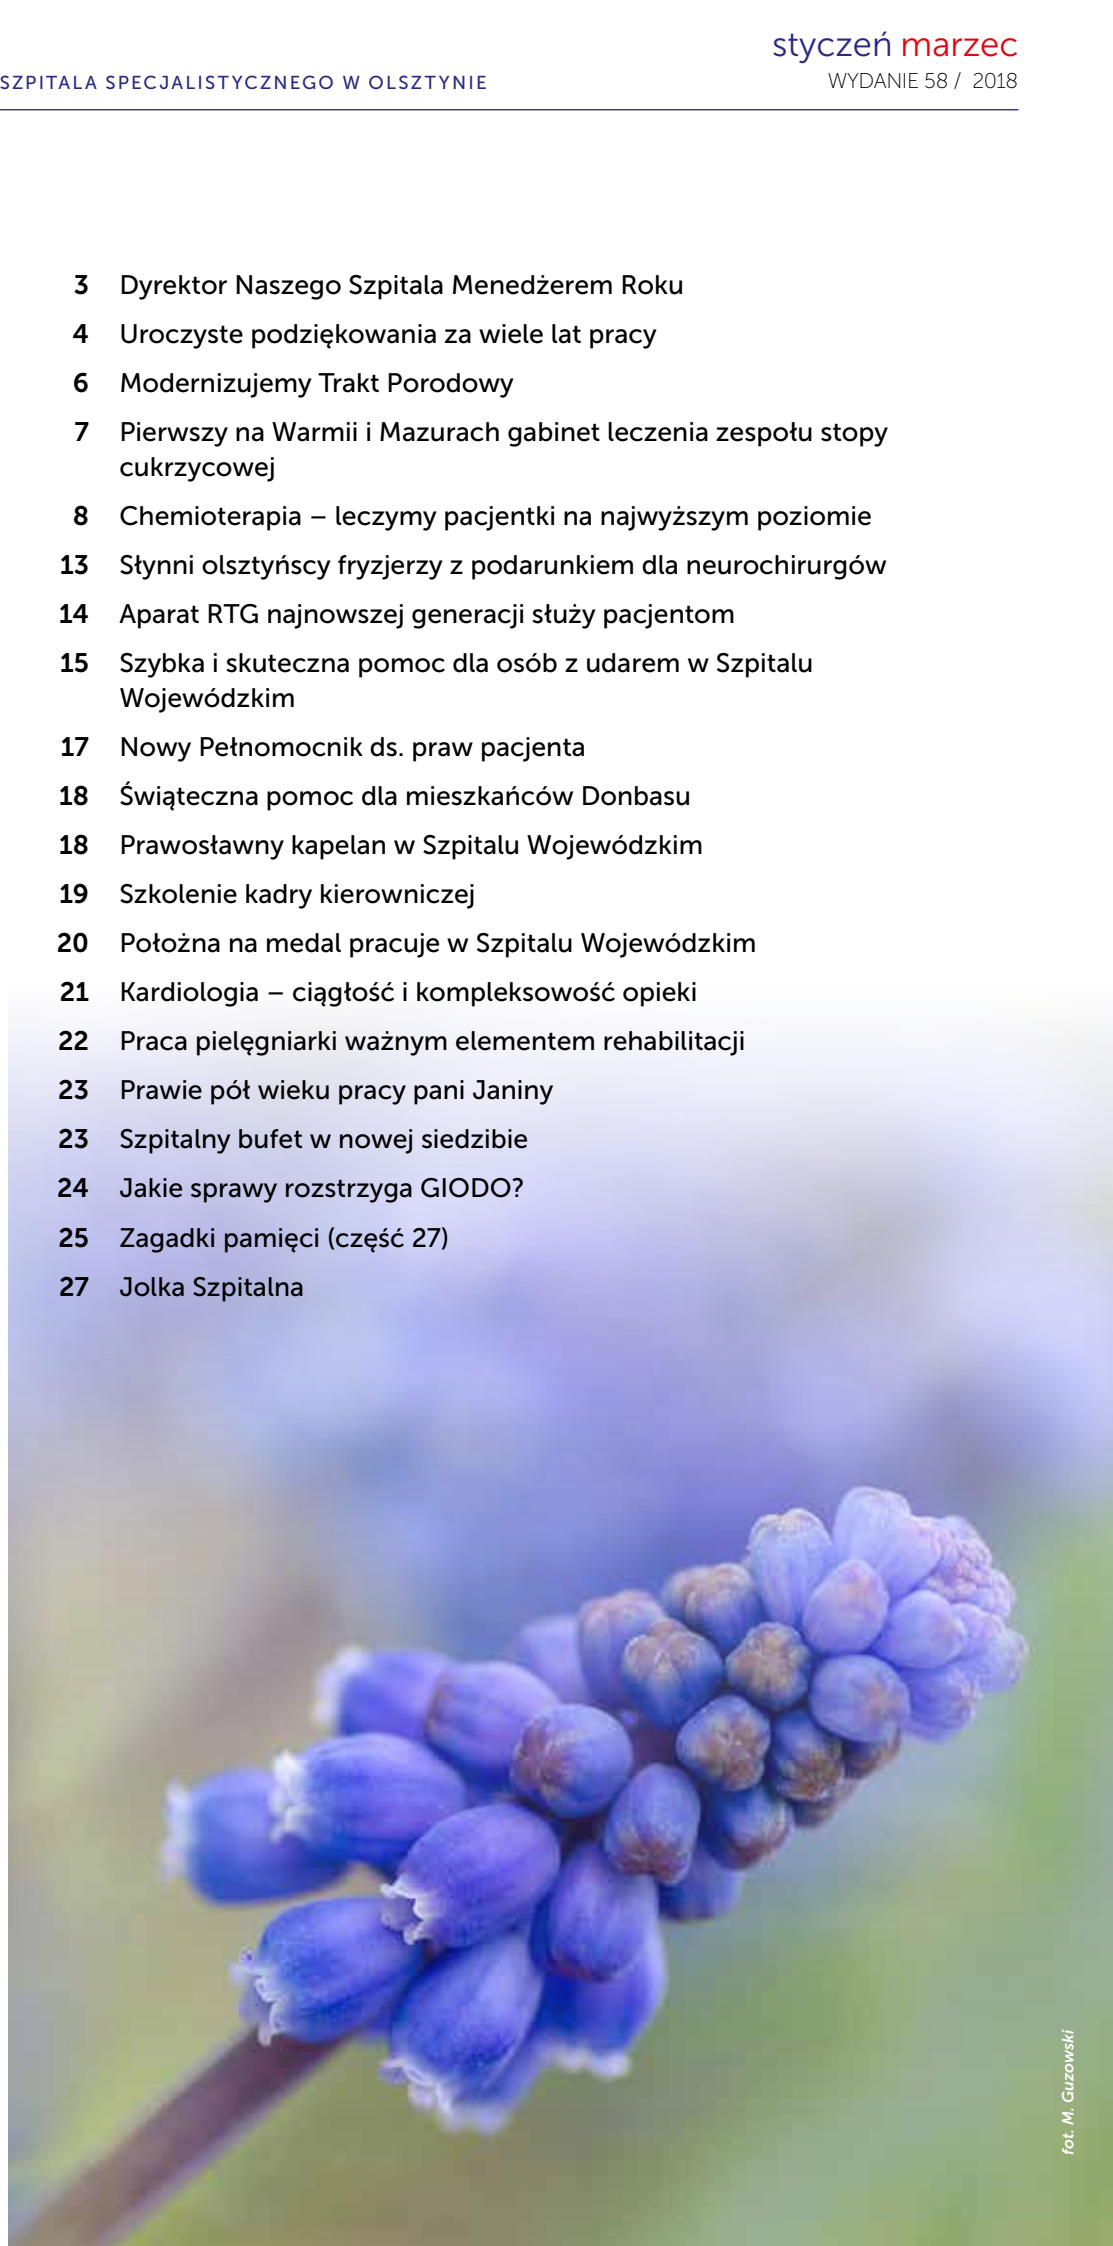 styczeń marzec
SZPITALA SPECJALISTYCZNEGO W OLSZTYNIE
WYDANIE 58 / 2018
3 Dyrektor Naszego Szpitala Menedżerem Roku
4 Uroczyste podziękowania za wiele lat pracy
6 Modernizujemy Trakt Porodowy
7 Pierwszy na Warmii i Mazurach gabinet leczenia zespołu stopy
cukrzycowej
8 Chemioterapia – leczymy pacjentki na najwyższym poziomie
13 Słynni olsztyńscy fryzjerzy z podarunkiem dla neurochirurgów
14 Aparat RTG najnowszej generacji służy pacjentom
15 Szybka i skuteczna pomoc dla osób z udarem w Szpitalu
Wojewódzkim
17 Nowy Pełnomocnik ds. praw pacjenta
18 Świąteczna pomoc dla mieszkańców Donbasu
18 Prawosławny kapelan w Szpitalu Wojewódzkim
19 Szkolenie kadry kierowniczej
20 Położna na medal pracuje w Szpitalu Wojewódzkim
21 Kardiologia – ciągłość i kompleksowość opieki
22 Praca pielęgniarki ważnym elementem rehabilitacji
23 Prawie pół wieku pracy pani Janiny
23 Szpitalny bufet w nowej siedzibie
24 Jakie sprawy rozstrzyga GIODO?
25 Zagadki pamięci (część 27)
27 Jolka Szpitalna
fot. M. Guzowski